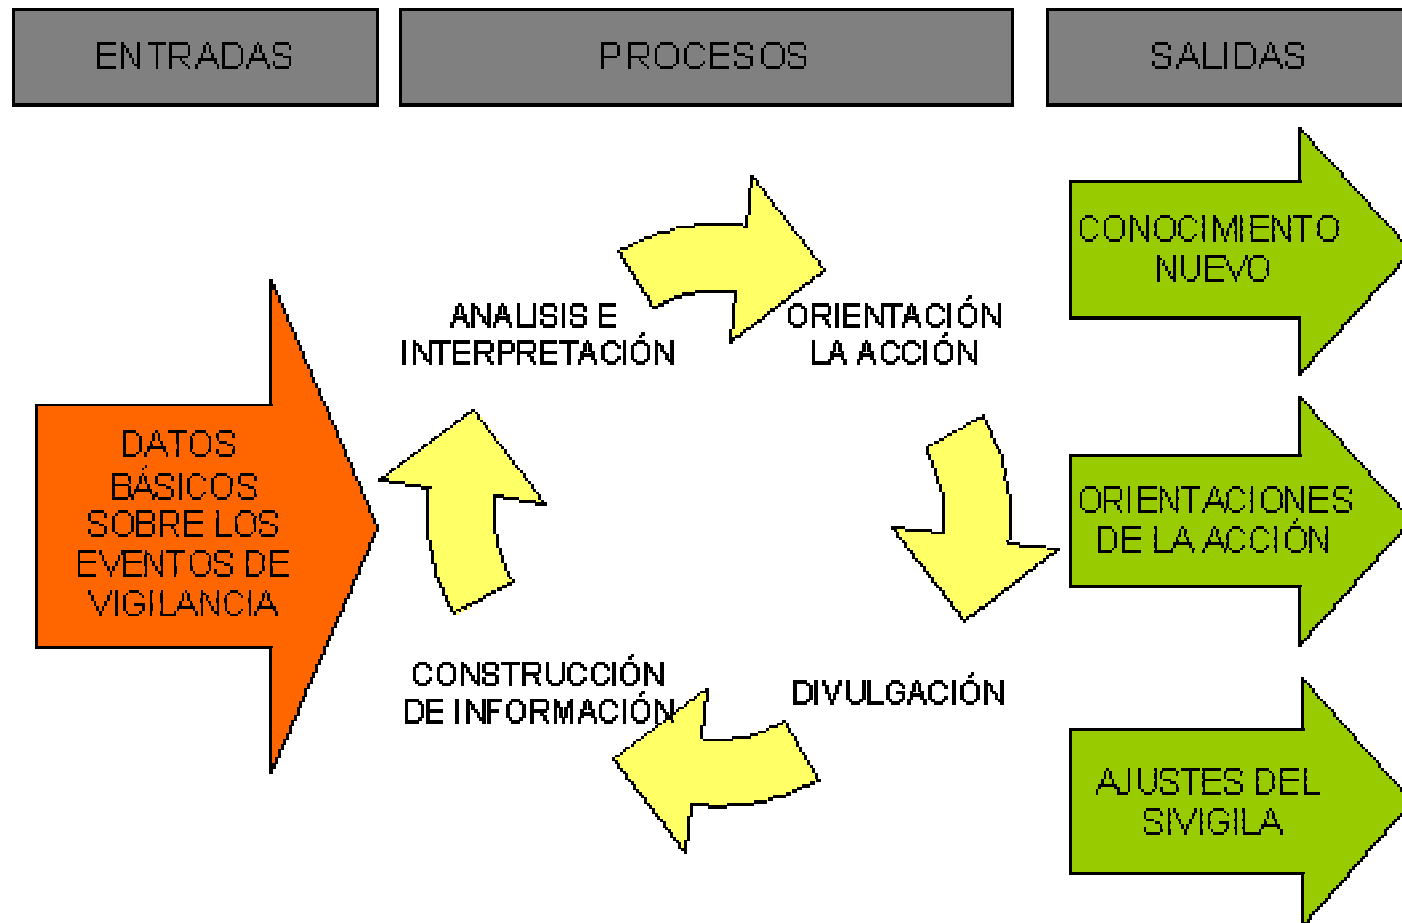 ENTRADAS
PROCESOS
SALIDAS
DATOS
BÁSICOS
SOBRE LOS
EVENTOS DE
VIGILANCIA
ANALISIS E
INTERPRETACIÓN
ORIENTACIÓN
LA ACCIÓN
CONSTRUCCIÓN
DE INFORMACIÓN
DIVULGACIÓN
CONOCIMIENTO
NUEVO
ORIENTACIONES
DE LA ACCIÓN
AJUSTES DEL
SIVIGILA